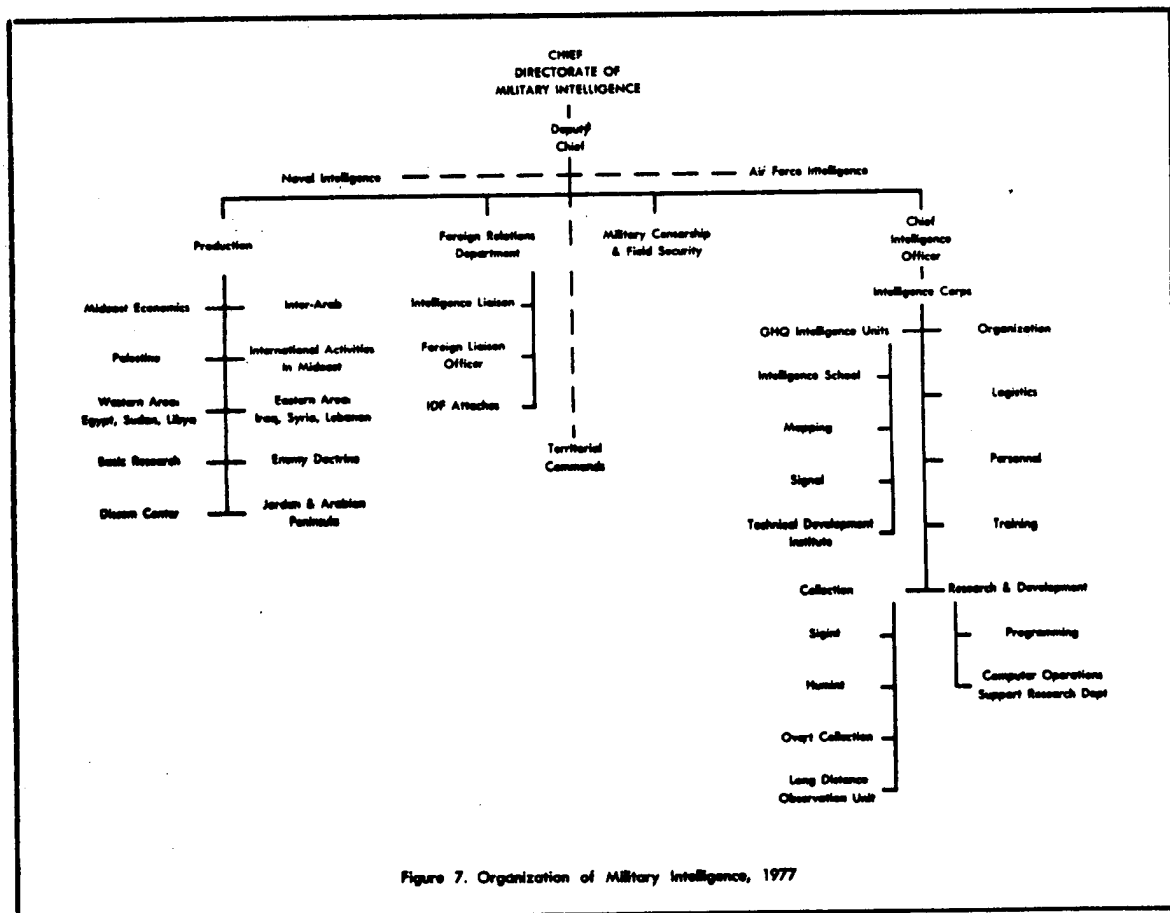 CHIEF
DIRECTORATE OF
MILITARY INTELLIGENCE
Deputy
Chief
Naval Intelligence
Air Force Intelligence
Production
Midеast Economics
Inter-Arab
Palestine
International Activities
in Mideast
Western Area:
Egypt, Sudan, Libya
Eastern Area:
Iraq, Syria, Lebanon
Basic Research
Enemy Doctrine
Dissem Center
Jordan & Arabian
Peninsula
Foreign Relations
Department
Intelligence Liaison
Foreign Liaison
Officer
IDF Attaches
Territorial
Commands
Military Censorship
& Field Security
Chief
Intelligence
Officer
Intelligence Corps
GHQ Intelligence Units
Organization
Intelligence School
Logistics
Mapping
Personnel
Signal
Training
Technical Development
Institute
Collection
Research & Development
Sigint
Programming
Humint
Computer Operations
Support Research Dept
Overt Collection
Long Distance
Observation Unit
Figure 7. Organization of Military Intelligence, 1977